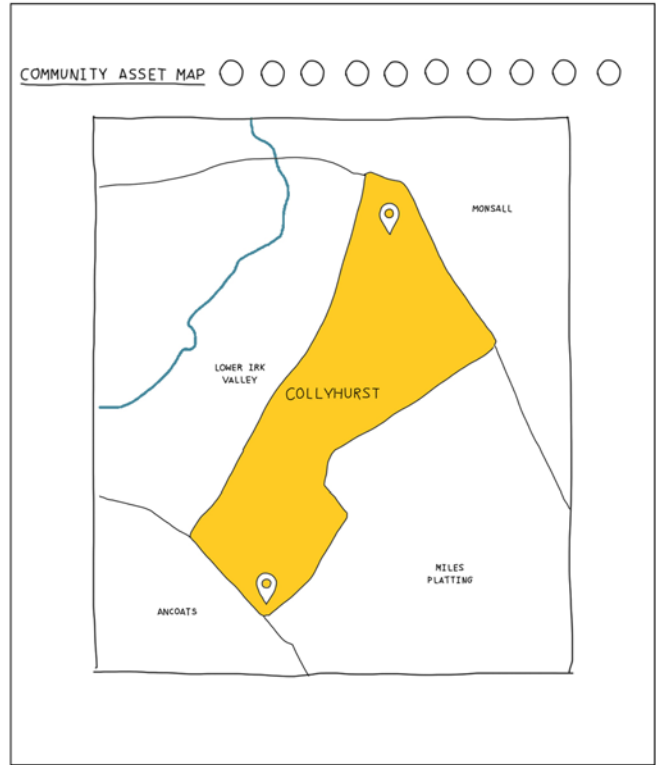 COMMUNITY ASSET MAP
MONSALL
LOWER IRK
VALLEY
COLLYHURST
MILES
PLATTING
ANCOATS